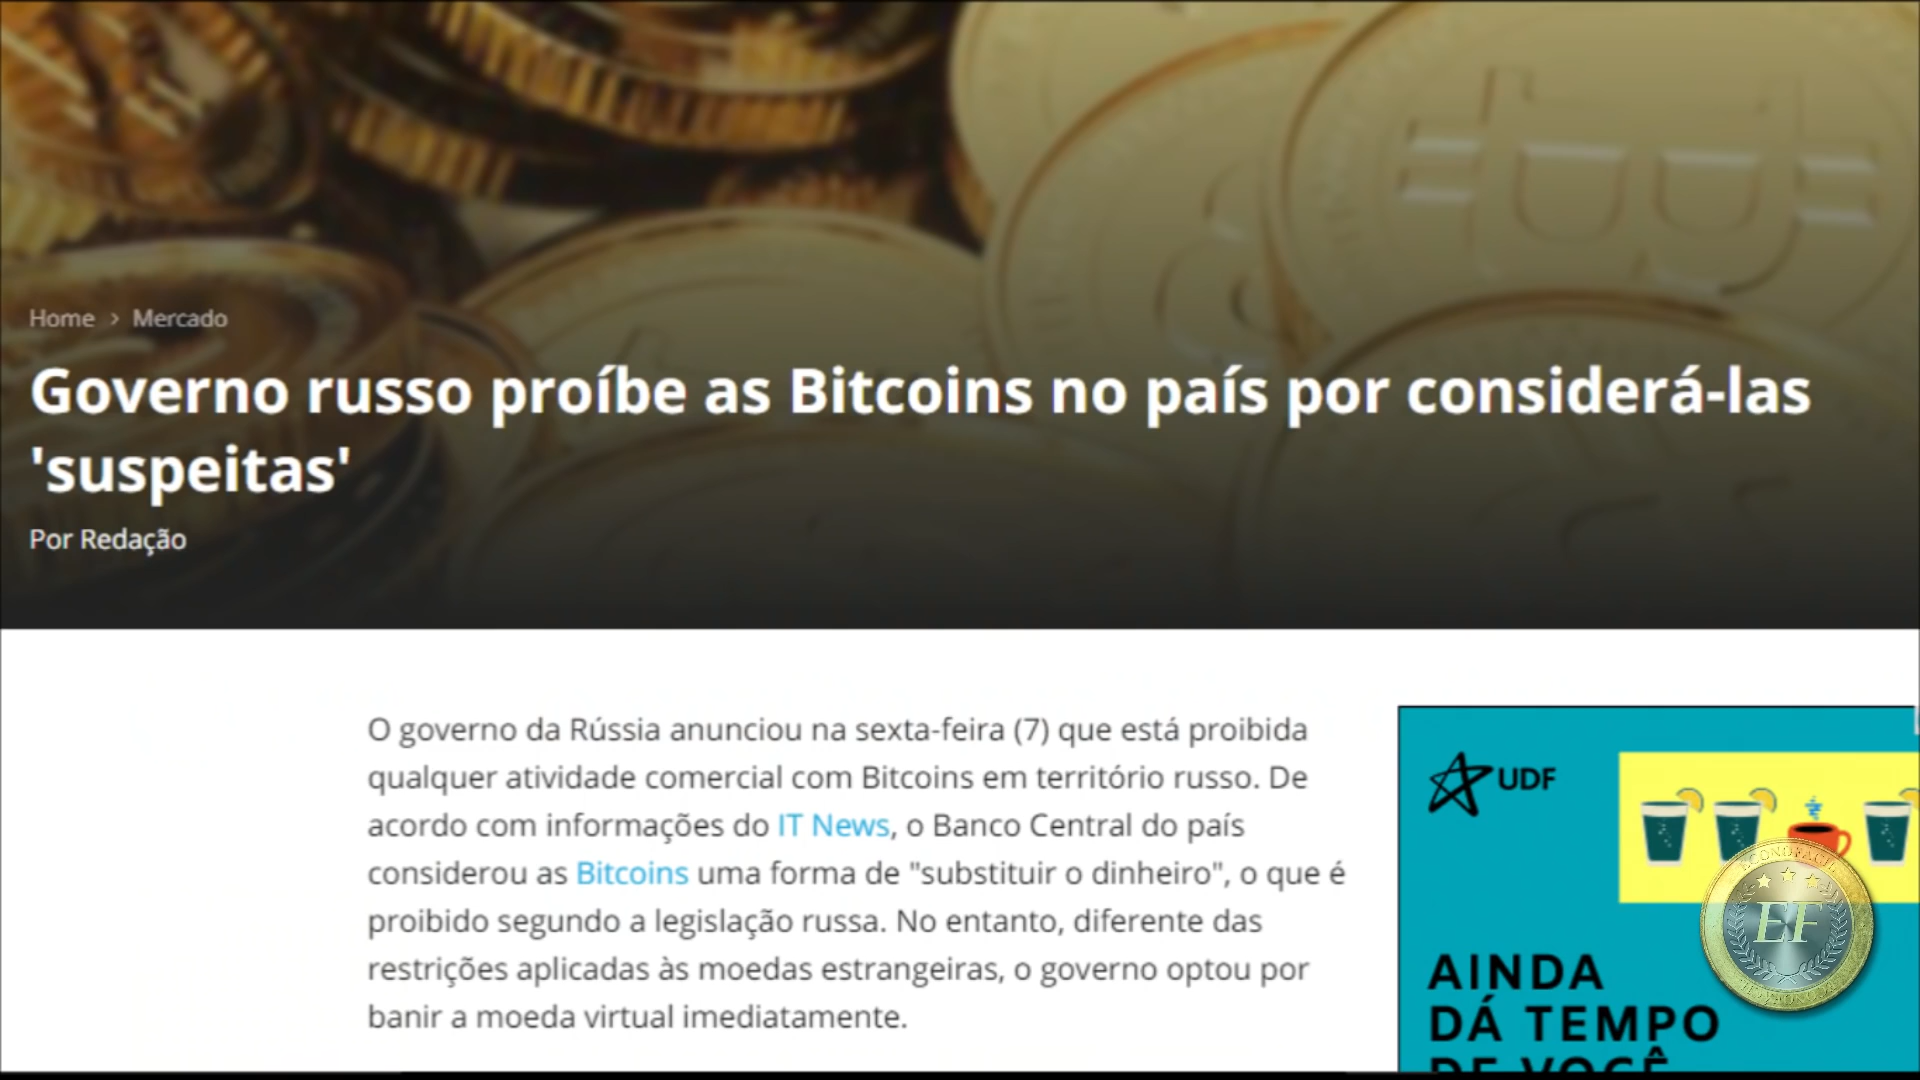 Home > Mercado
Governo russo proíbe as Bitcoins no país por considerá-las
'suspeitas'
Por Redação
O governo da Rússia anunciou na sexta-feira (7) que está proibida
qualquer atividade comercial com Bitcoins em território russo. De
acordo com informações do IT News, o Banco Central do país
considerou as Bitcoins uma forma de "substituir o dinheiro", o que é
proibido segundo a legislação russa. No entanto, diferente das
restrições aplicadas às moedas estrangeiras, o governo optou por
banir a moeda virtual imediatamente.
UDF
ECONOFÁCIL
EF
AINDA
DÁ TEMPO
DE VOCÊ